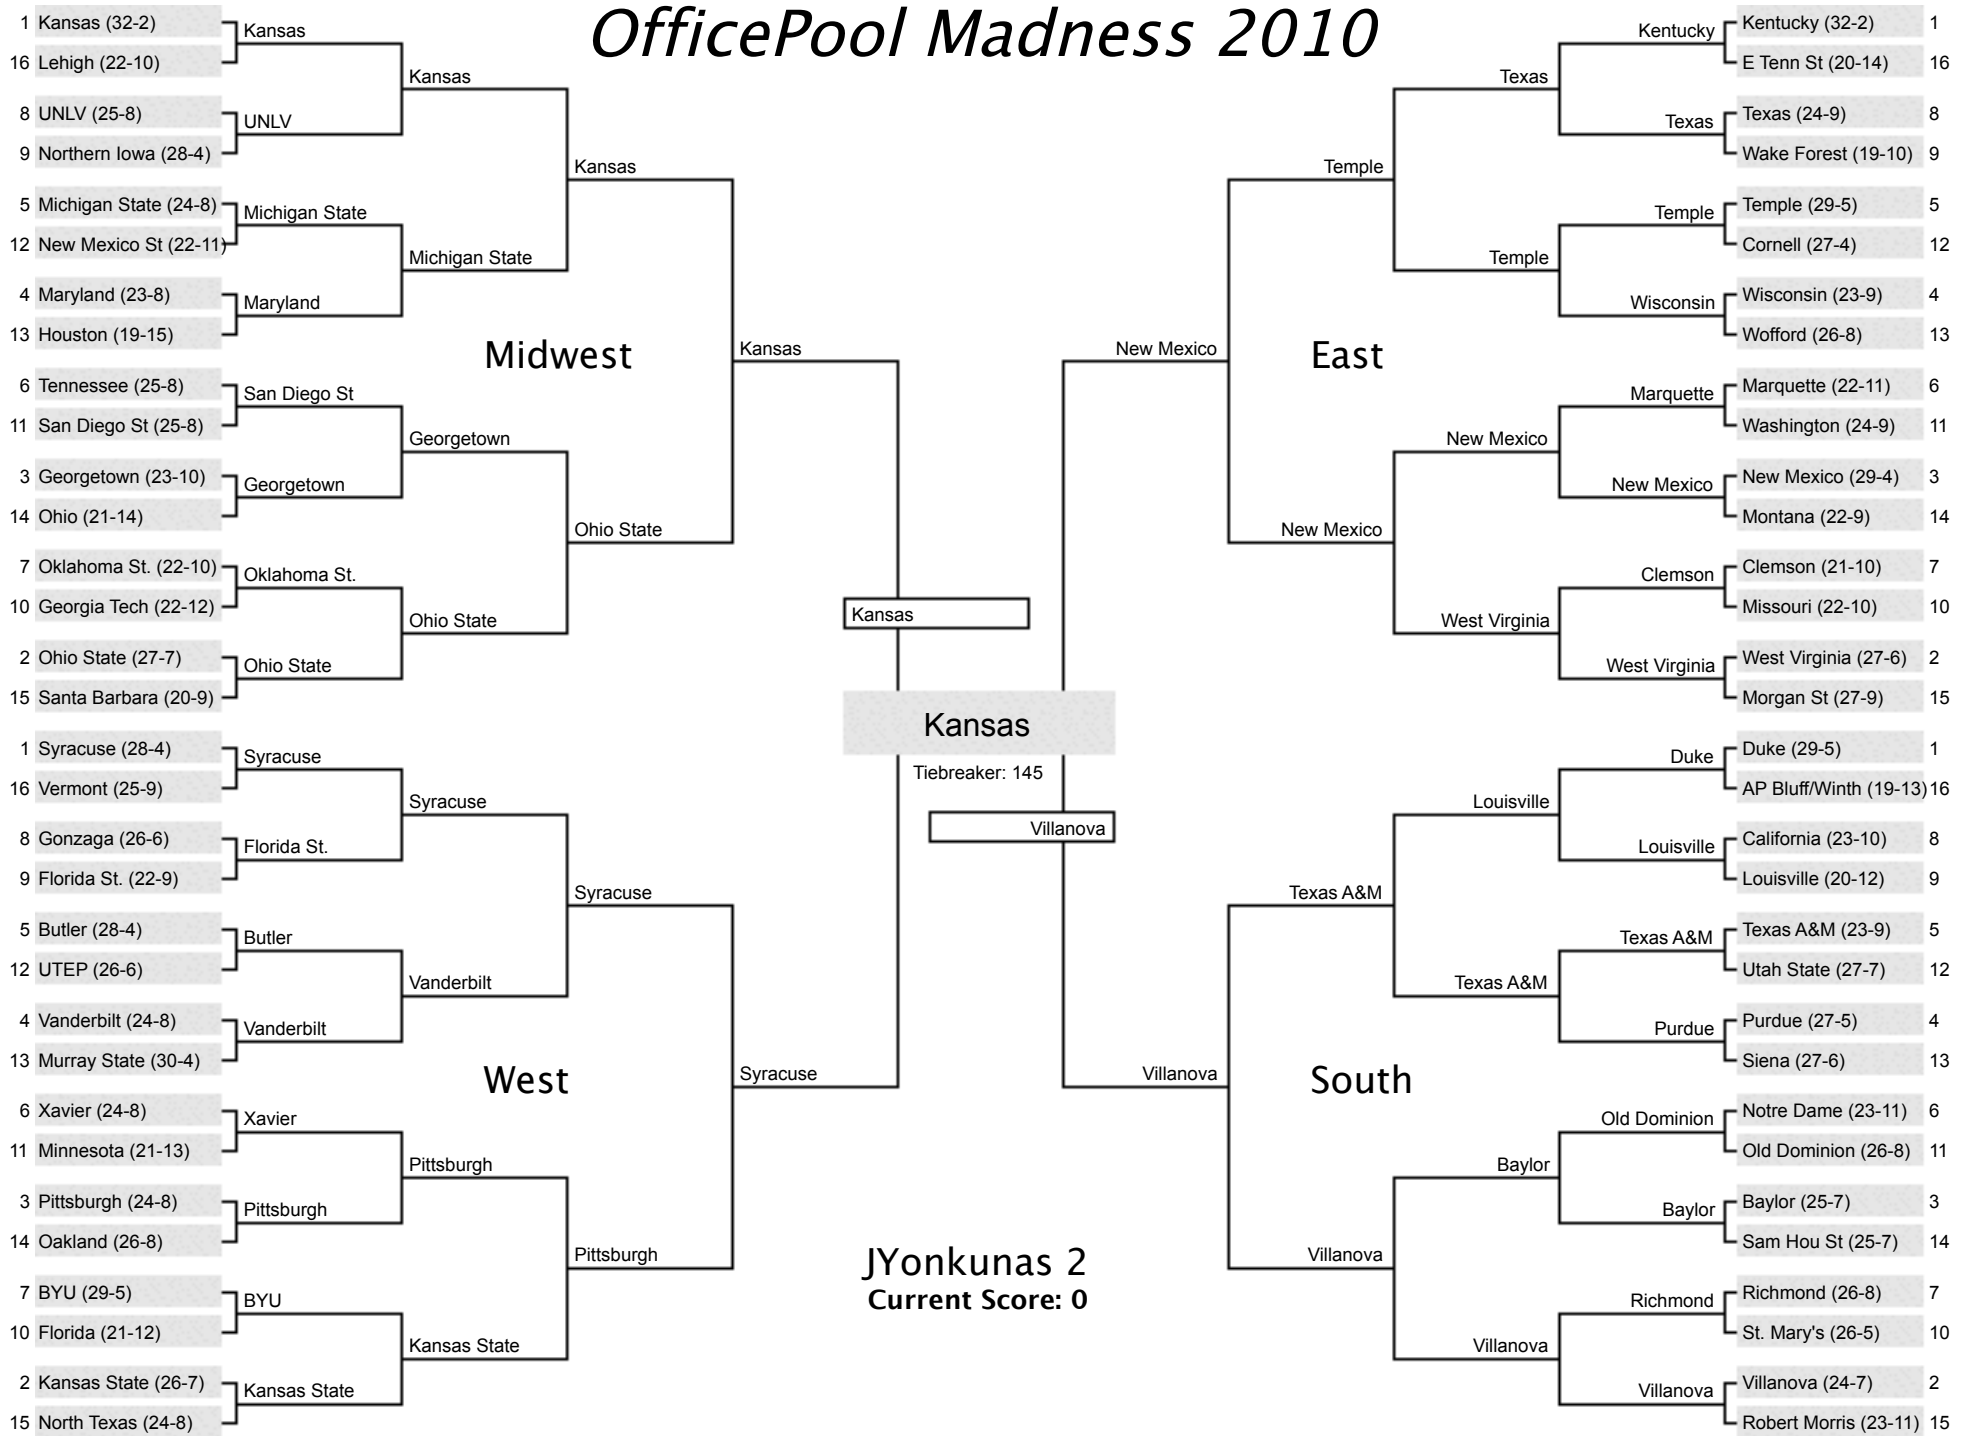 OfficePool Madness 2010
1 Kansas (32-2)
16 Lehigh (22-10)
8 UNLV (25-8)
9 Northern Iowa (28-4)
5 Michigan State (24-8)
12 New Mexico St (22-11)
4 Maryland (23-8)
13 Houston (19-15)
6 Tennessee (25-8)
11 San Diego St (25-8)
3 Georgetown (23-10)
14 Ohio (21-14)
7 Oklahoma St. (22-10)
10 Georgia Tech (22-12)
2 Ohio State (27-7)
15 Santa Barbara (20-9)
Kansas
UNLV
Michigan State
Maryland
San Diego St
Georgetown
Oklahoma St.
Ohio State
Kansas
Michigan State
Georgetown
Ohio State
Kansas
Ohio State
Kansas
Midwest
1 Syracuse (28-4)
16 Vermont (25-9)
8 Gonzaga (26-6)
9 Florida St. (22-9)
5 Butler (28-4)
12 UTEP (26-6)
4 Vanderbilt (24-8)
13 Murray State (30-4)
6 Xavier (24-8)
11 Minnesota (21-13)
3 Pittsburgh (24-8)
14 Oakland (26-8)
7 BYU (29-5)
10 Florida (21-12)
2 Kansas State (26-7)
15 North Texas (24-8)
Syracuse
Florida St.
Butler
Vanderbilt
Xavier
Pittsburgh
BYU
Kansas State
Syracuse
Vanderbilt
Pittsburgh
Kansas State
Syracuse
Pittsburgh
Syracuse
West
Kansas
Kansas
Tiebreaker: 145
Villanova
JYonkunas 2
Current Score: 0
Kentucky (32-2) 1
E Tenn St (20-14) 16
Texas (24-9) 8
Wake Forest (19-10) 9
Temple (29-5) 5
Cornell (27-4) 12
Wisconsin (23-9) 4
Wofford (26-8) 13
Marquette (22-11) 6
Washington (24-9) 11
New Mexico (29-4) 3
Montana (22-9) 14
Clemson (21-10) 7
Missouri (22-10) 10
West Virginia (27-6) 2
Morgan St (27-9) 15
Kentucky
Texas
Temple
Wisconsin
Marquette
New Mexico
Clemson
West Virginia
Texas
Temple
New Mexico
West Virginia
Temple
New Mexico
New Mexico
East
Duke (29-5) 1
AP Bluff/Winth (19-13) 16
California (23-10) 8
Louisville (20-12) 9
Texas A&M (23-9) 5
Utah State (27-7) 12
Purdue (27-5) 4
Siena (27-6) 13
Notre Dame (23-11) 6
Old Dominion (26-8) 11
Baylor (25-7) 3
Sam Hou St (25-7) 14
Richmond (26-8) 7
St. Mary's (26-5) 10
Villanova (24-7) 2
Robert Morris (23-11) 15
Duke
Louisville
Texas A&M
Purdue
Old Dominion
Baylor
Richmond
Villanova
Louisville
Texas A&M
Baylor
Villanova
Texas A&M
Villanova
Villanova
South